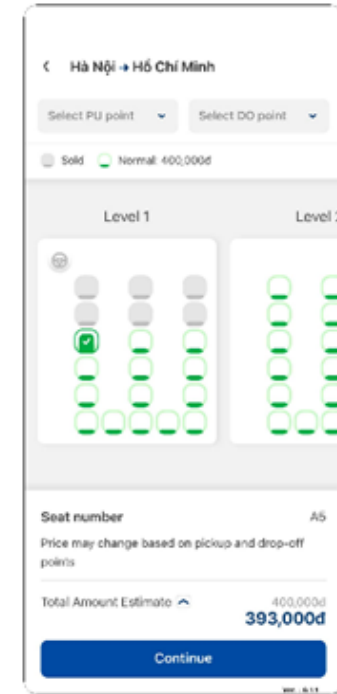 Hà Nội → Hồ Chí Minh
Select PU point Select DO point
Sold Normal: 400,000đ
Level 1 Level 2
Seat number A5
Price may change based on pickup and drop-off
points
Total Amount Estimate 400,000đ
393,000đ
Continue